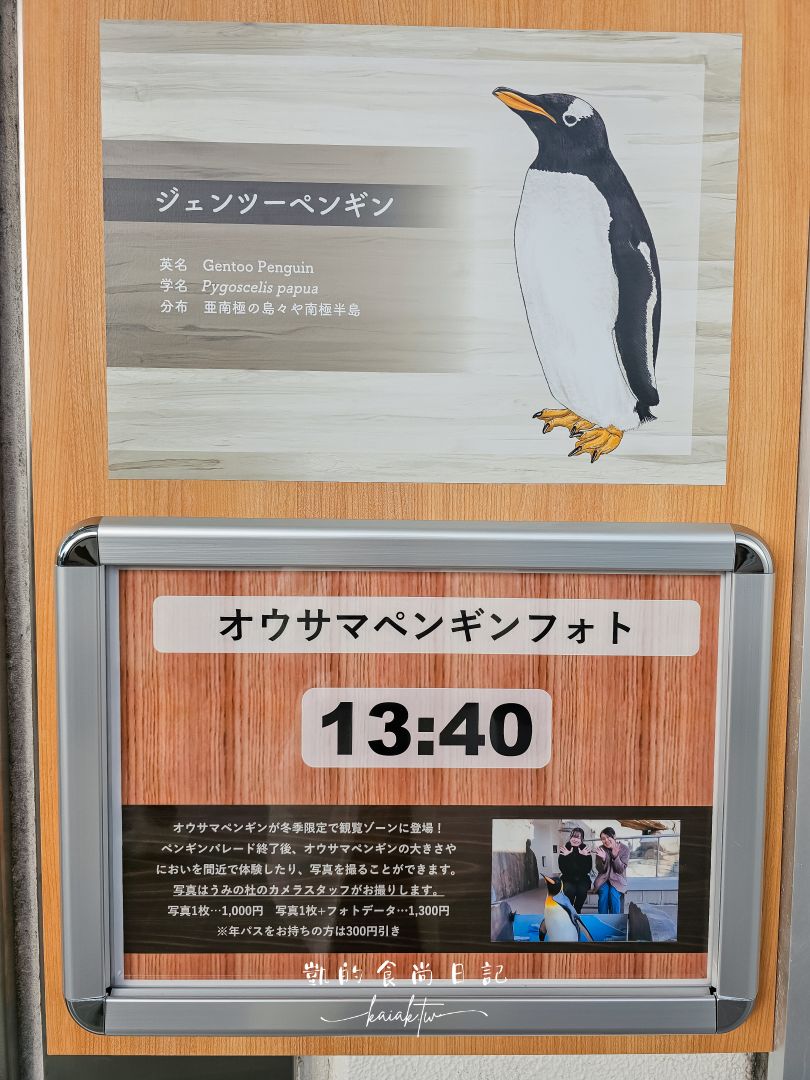 ジェンツーペンギン
英名 Gentoo Penguin
学名 Pygoscelis papua
分布 亜南極の島々や南極半島
オウサマペンギンフォト
13:40
オウサマペンギンが冬季限定で観覧ゾーンに登場！
ペンギンパレード終了後、オウサマペンギンの大きさや
においを間近で体験したり、写真を撮ることができます。
写真はうみの杜のカメラスタッフがお撮りします。
写真1枚…1,000円 写真1枚+フォトデータ…1,300円
※年パスをお持ちの方は300円引き
凱的食尚日記
kaiak.tw